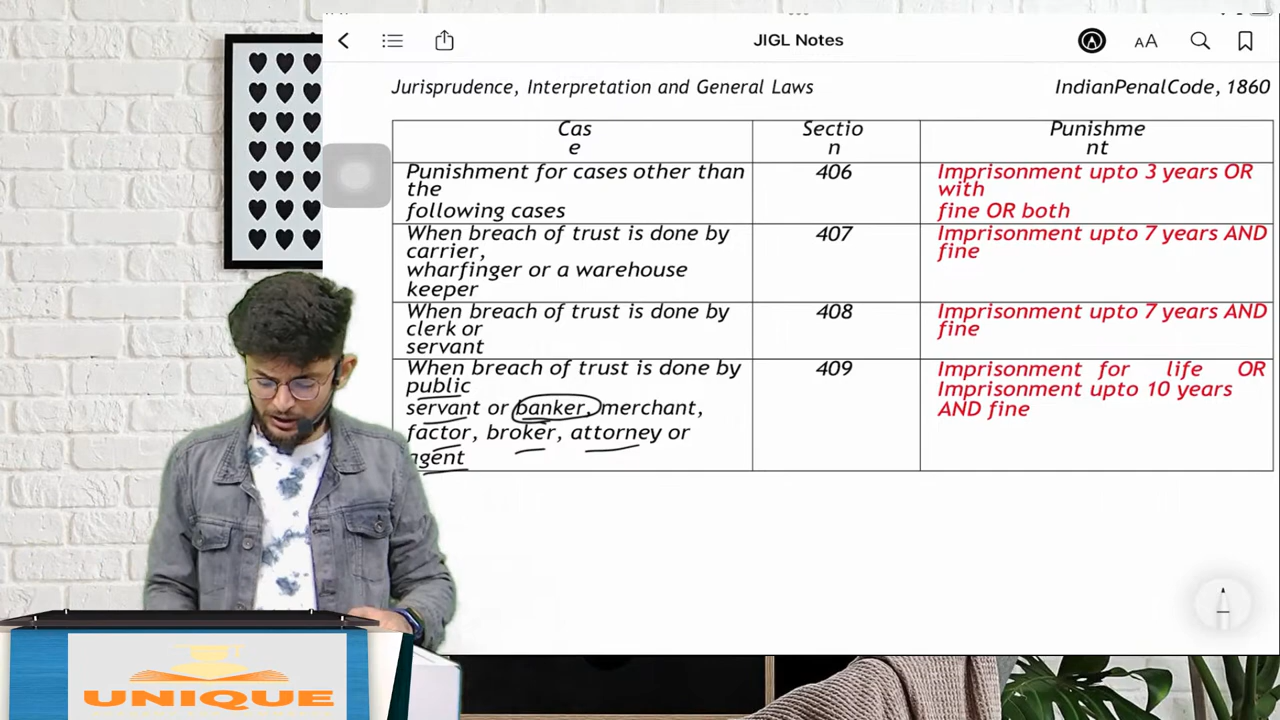 JIGL Notes
AA
Jurisprudence, Interpretation and General Laws
IndianPenalCode, 1860
Cas
e
Sectio
n
Punishme
nt
Punishment for cases other than
the
following cases
406
Imprisonment upto 3 years OR
with
fine OR both
When breach of trust is done by
carrier,
wharfinger or a warehouse
keeper
407
Imprisonment upto 7 years AND
fine
When breach of trust is done by
clerk or
servant
408
Imprisonment upto 7 years AND
fine
When breach of trust is done by
public
servant or banker, merchant,
factor, broker, attorney or
agent
409
Imprisonment for life OR
Imprisonment upto 10 years
AND fine
UNIQUE